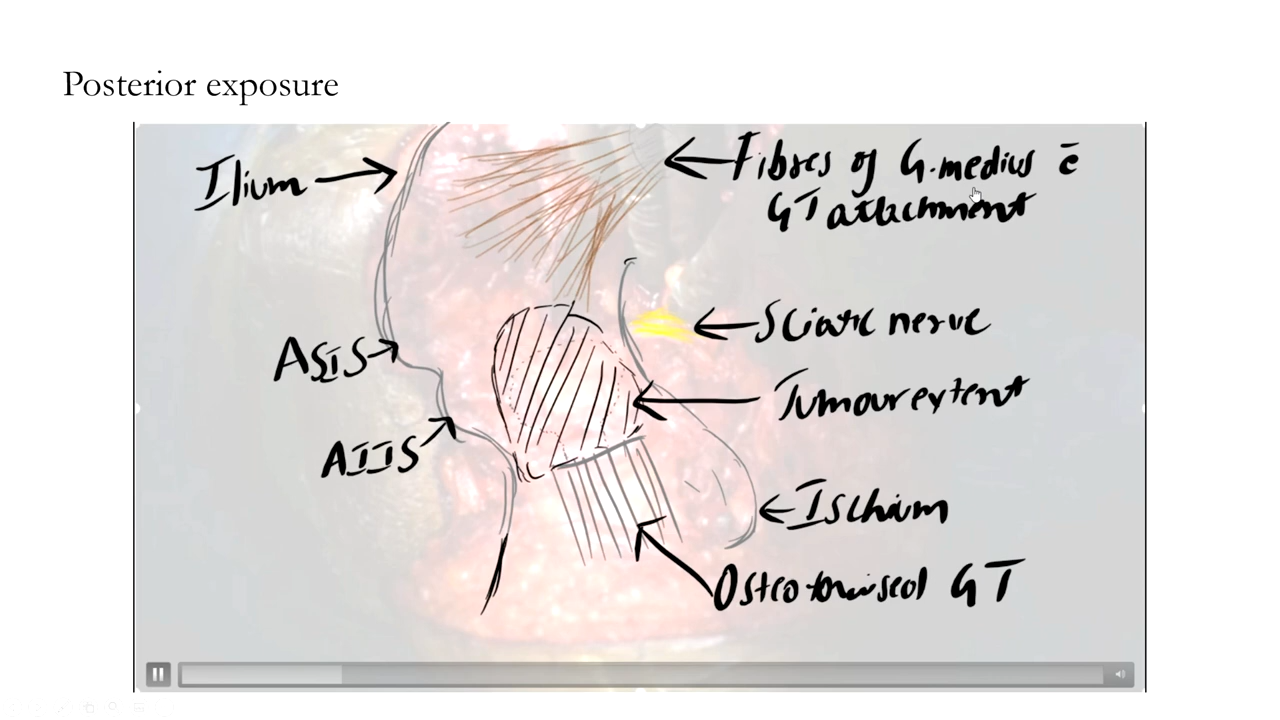 Posterior exposure
Ilium
Fibres of G.medius c̄
GT attachment
ASIS
Sciatic nerve
Tumour extent
AIIS
Ischium
Osteotomised GT